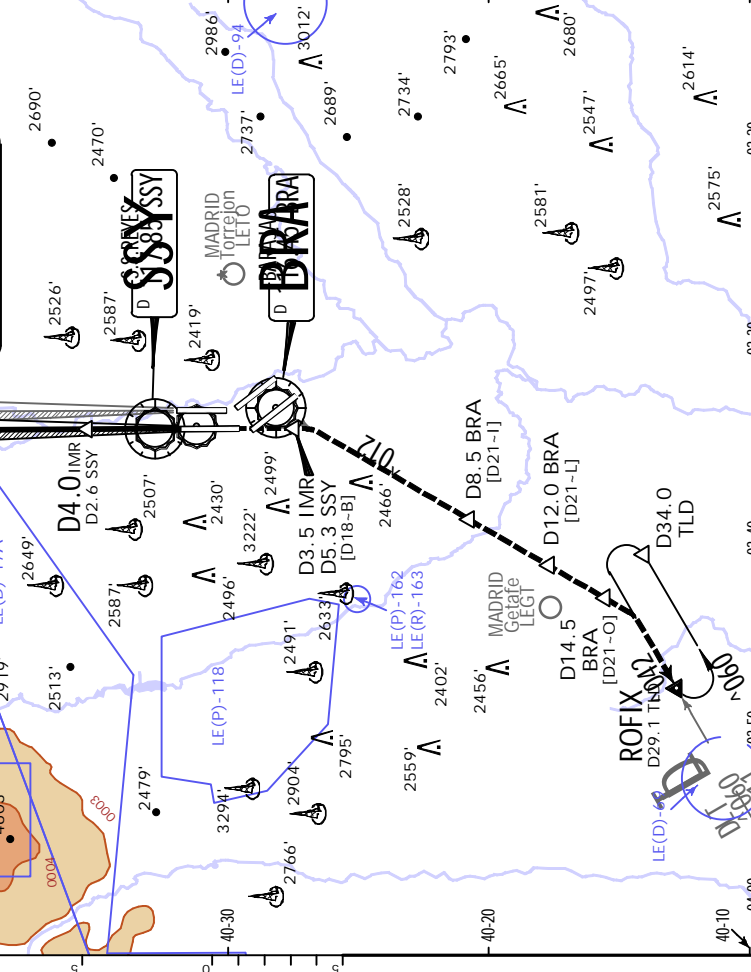 2986'
LE(D)-94
3012'
2793'
2680'
2690'
2470'
2737'
2689'
2734'
2665'
2547'
2614'
SSY
D
MADRID
Torrejon
LETO
BRA
D
2528'
2581'
2497'
2575'
2526'
2587'
2419'
D4.0 IMR
D2.6 SSY
2507'
2430'
2499'
D3.5 IMR
D5.3 SSY
[D18~B]
012°
2466'
D8.5 BRA
[D21~I]
D12.0 BRA
[D21~L]
D34.0
TLD
2649'
2587'
2496'
3222'
2633'
LE(P)-162
LE(R)-163
MADRID
Getafe
LEGT
D14.5
BRA
[D21~O]
2919'
2513'
LE(P)-118
2491'
2402'
2456'
ROFIX
D29.1 TLD
042°
060°
2479'
3294'
2904'
2795'
2559'
D
2766'
40-30
40-20
40-10